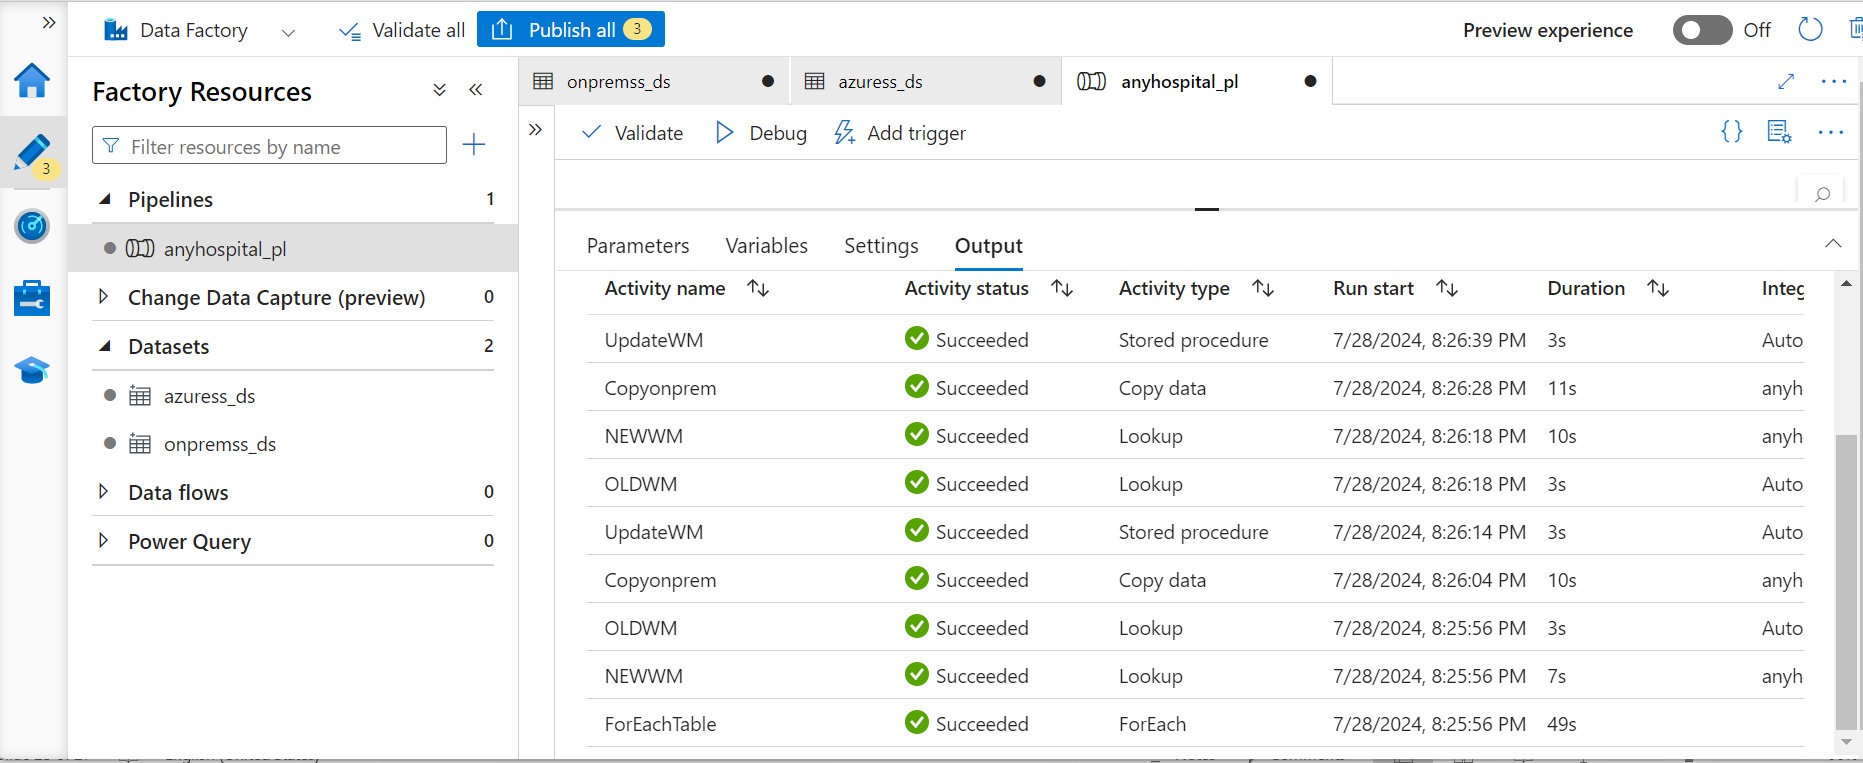 Data Factory
Validate all
Publish all 3
Preview experience
Off
3
Factory Resources
Filter resources by name
Pipelines 1
anyhospital_pl
Change Data Capture (preview) 0
Datasets 2
azuress_ds
onpremss_ds
Data flows 0
Power Query 0
onpremss_ds
azuress_ds
anyhospital_pl
Validate
Debug
Add trigger
Parameters Variables Settings Output
Activity name Activity status Activity type Run start Duration Integ
UpdateWM Succeeded Stored procedure 7/28/2024, 8:26:39 PM 3s Auto
Copyonprem Succeeded Copy data 7/28/2024, 8:26:28 PM 11s anyh
NEWWM Succeeded Lookup 7/28/2024, 8:26:18 PM 10s anyh
OLDWM Succeeded Lookup 7/28/2024, 8:26:18 PM 3s Auto
UpdateWM Succeeded Stored procedure 7/28/2024, 8:26:14 PM 3s Auto
Copyonprem Succeeded Copy data 7/28/2024, 8:26:04 PM 10s anyh
OLDWM Succeeded Lookup 7/28/2024, 8:25:56 PM 3s Auto
NEWWM Succeeded Lookup 7/28/2024, 8:25:56 PM 7s anyh
ForEachTable Succeeded ForEach 7/28/2024, 8:25:56 PM 49s